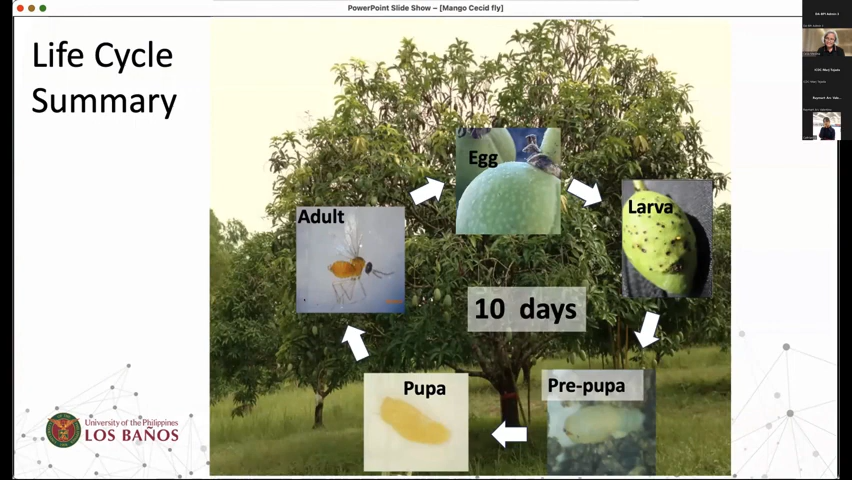 PowerPoint Slide Show – [Mango Cecid fly]
Life Cycle
Summary
Egg
Larva
Adult
10 days
Pupa
Pre-pupa
University of the Philippines
LOS BAÑOS